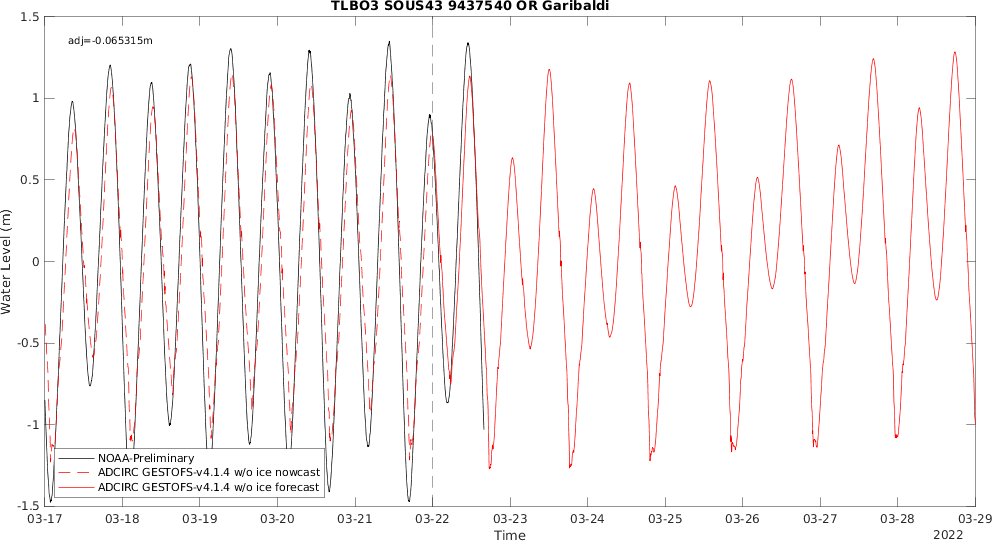 TLBO3 SOUS43 9437540 OR Garibaldi
adj=-0.065315m
Water Level (m)
1.5
1
0.5
0
-0.5
-1
-1.5
NOAA-Preliminary
ADCIRC GESTOFS-v4.1.4 w/o ice nowcast
ADCIRC GESTOFS-v4.1.4 w/o ice forecast
03-17 03-18 03-19 03-20 03-21 03-22 03-23 03-24 03-25 03-26 03-27 03-28 03-29
Time
2022